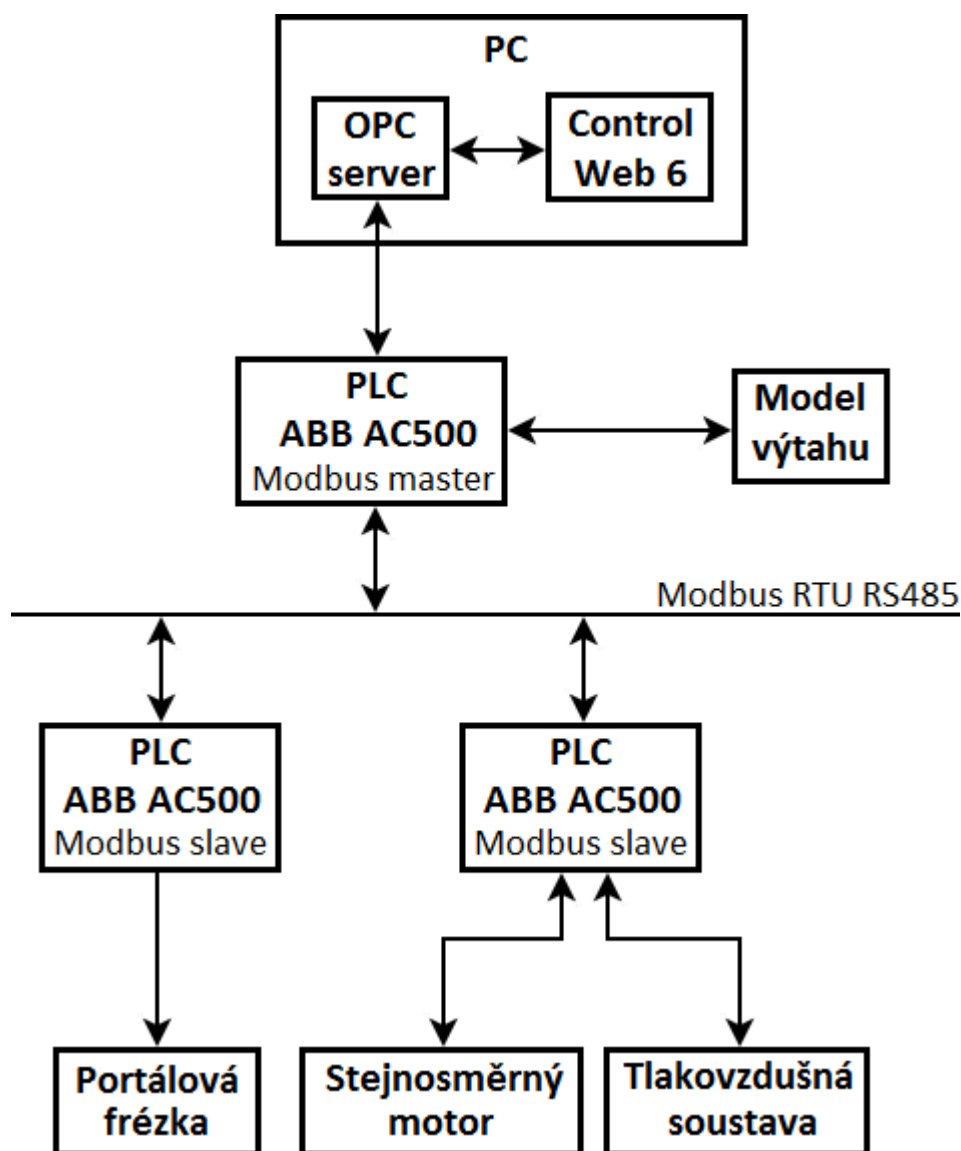 PC
OPC
server
Control
Web 6
PLC
ABB AC500
Modbus master
Model
výtahu
Modbus RTU RS485
PLC
ABB AC500
Modbus slave
PLC
ABB AC500
Modbus slave
Portálová
frézka
Stejnosměrný
motor
Tlakovzdušná
soustava